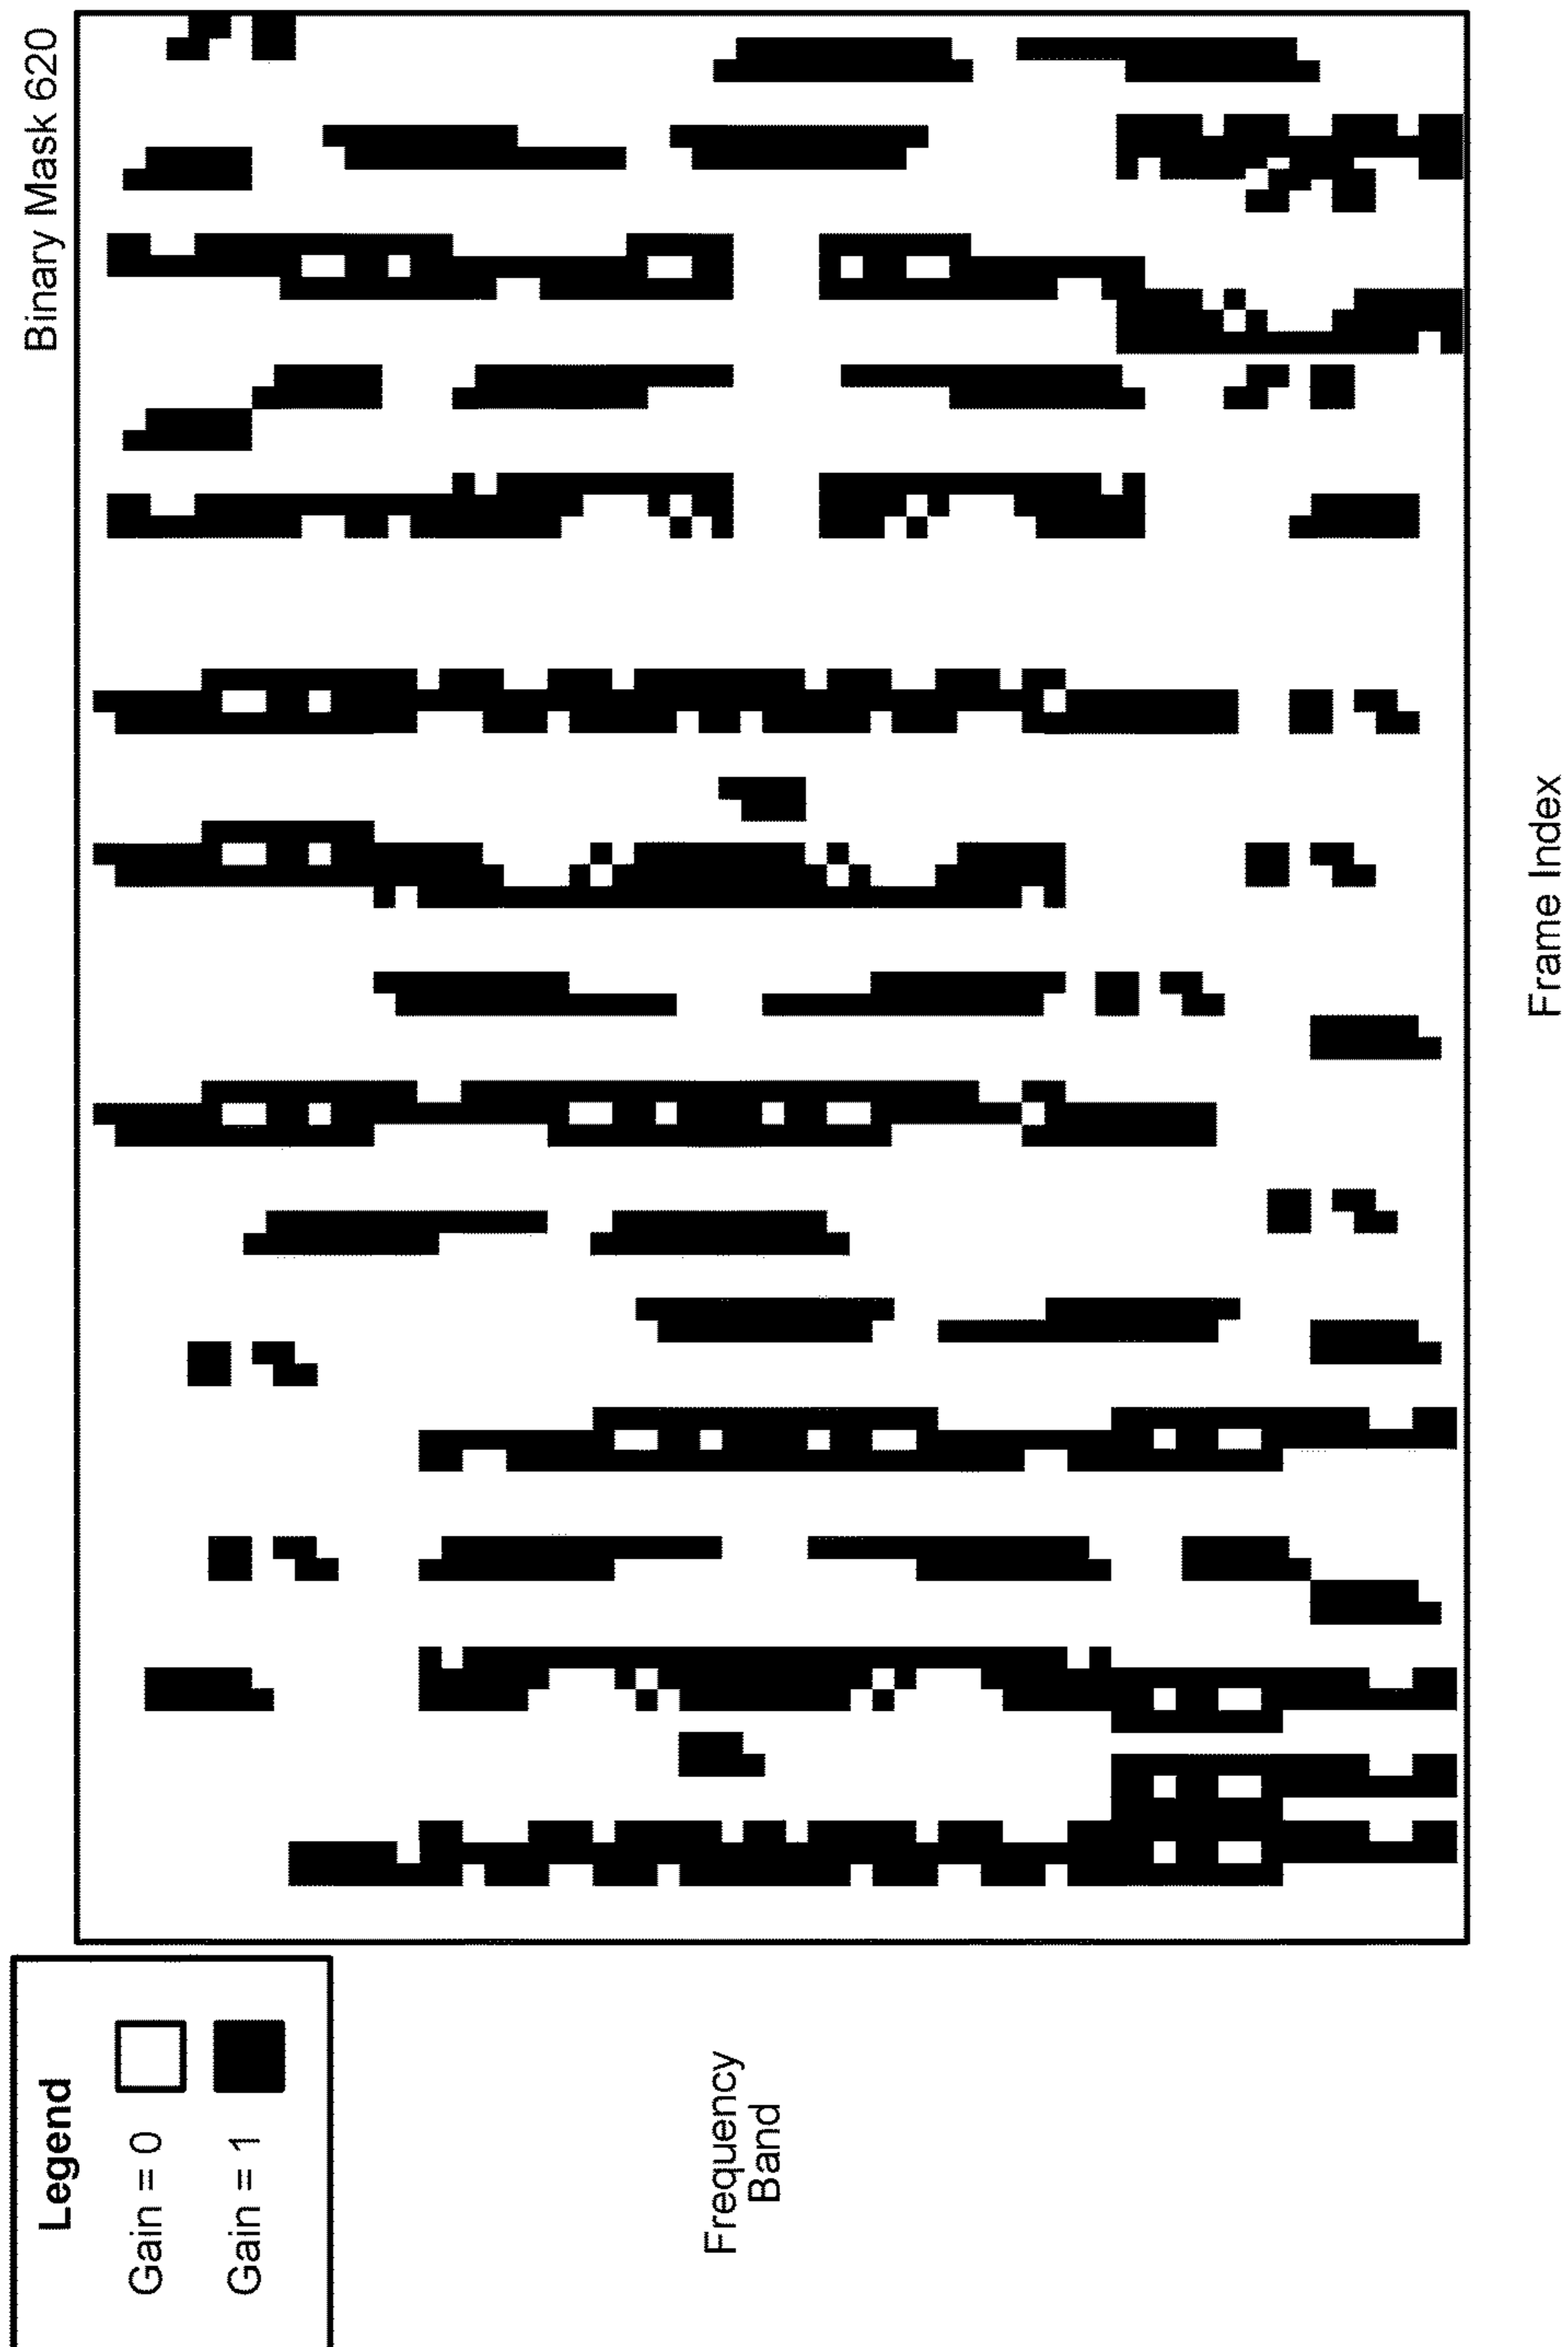 Binary Mask 620
Legend
Gain = 0
Gain = 1
Frequency
Band
Frame Index